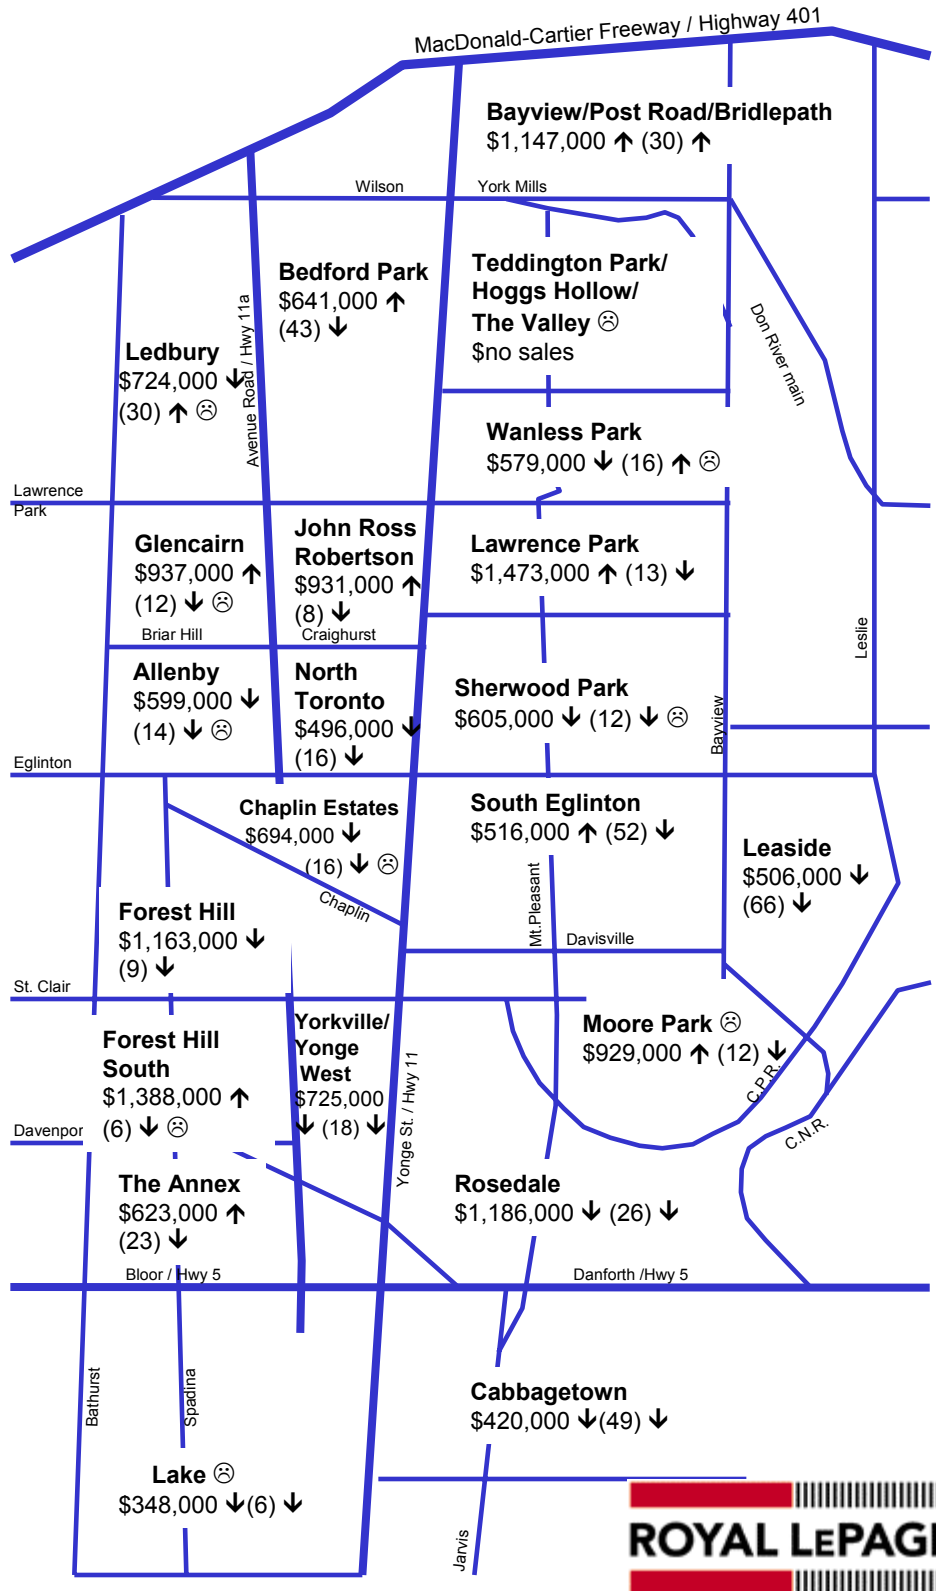 MacDonald-Cartier Freeway / Highway 401
Bayview/Post Road/Bridlepath
$1,147,000 ↑ (30) ↑
Wilson
York Mills
Bedford Park
$641,000 ↑
(43) ↓
Teddington Park/
Hoggs Hollow/
The Valley ☹
$no sales
Avenue Road / Hwy 11a
Don River main
Ledbury
$724,000 ↓
(30) ↑ ☹
Wanless Park
$579,000 ↓ (16) ↑ ☹
Lawrence
Park
Glencairn
$937,000 ↑
(12) ↓ ☹
John Ross
Robertson
$931,000 ↑
(8) ↓
Lawrence Park
$1,473,000 ↑ (13) ↓
Briar Hill
Craighurst
Leslie
Allenby
$599,000 ↓
(14) ↓ ☹
North
Toronto
$496,000 ↓
(16) ↓
Sherwood Park
$605,000 ↓ (12) ↓ ☹
Bayview
Eglinton
Chaplin Estates
$694,000 ↓
(16) ↓ ☹
Chaplin
South Eglinton
$516,000 ↑ (52) ↓
Leaside
$506,000 ↓
(66) ↓
Mt.Pleasant
Davisville
Forest Hill
$1,163,000 ↓
(9) ↓
St. Clair
Forest Hill
South
$1,388,000 ↑
(6) ↓ ☹
Yorkville/
Yonge
West
$725,000
↓ (18) ↓
Yonge St. / Hwy 11
Moore Park ☹
$929,000 ↑ (12) ↓
C.P.R.
C.N.R.
Davenpor
The Annex
$623,000 ↑
(23) ↓
Rosedale
$1,186,000 ↓ (26) ↓
Bloor / Hwy 5
Danforth /Hwy 5
Bathurst
Spadina
Cabbagetown
$420,000 ↓(49) ↓
Lake ☹
$348,000 ↓(6) ↓
Jarvis
ROYAL LEPAGE